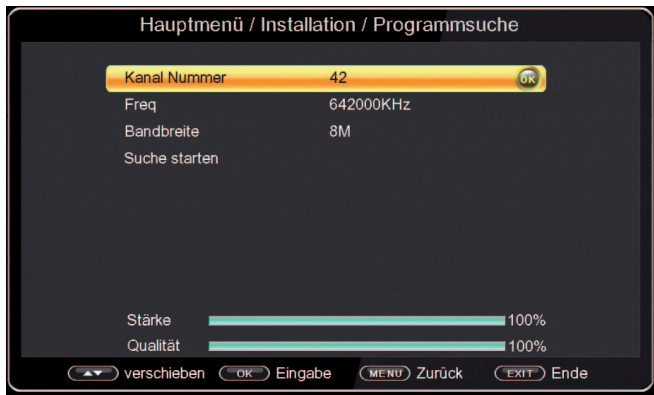 Hauptmenü / Installation / Programmsuche
Kanal Nummer 42 OK
Freq 642000KHz
Bandbreite 8M
Suche starten
Stärke 100%
Qualität 100%
verschieben OK Eingabe MENU Zurück EXIT Ende